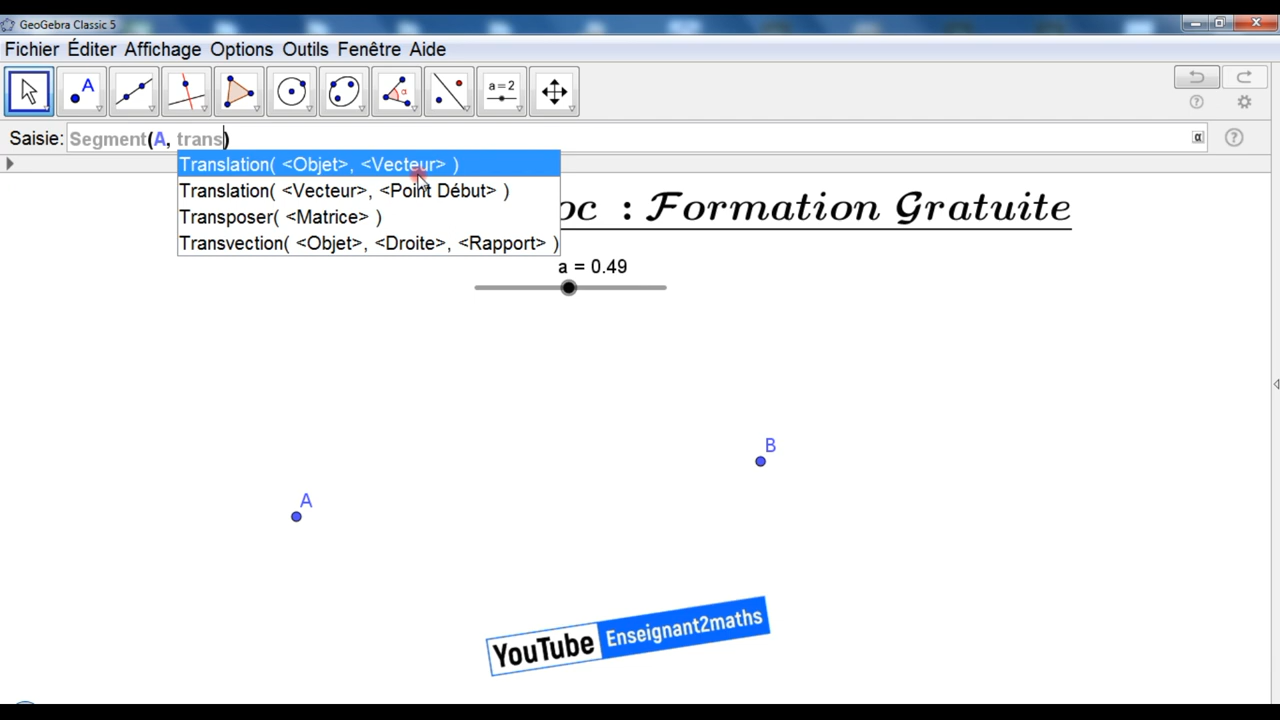 GeoGebra Classic 5
Fichier Éditer Affichage Options Outils Fenêtre Aide
A
a=2
Saisie: Segment(A, trans)
α
Translation( <Objet>, <Vecteur> )
Translation( <Vecteur>, <Point Début> )
Transposer( <Matrice> )
Transvection( <Objet>, <Droite>, <Rapport> )
oc : Formation Gratuite
a = 0.49
B
A
YouTube Enseignant2maths